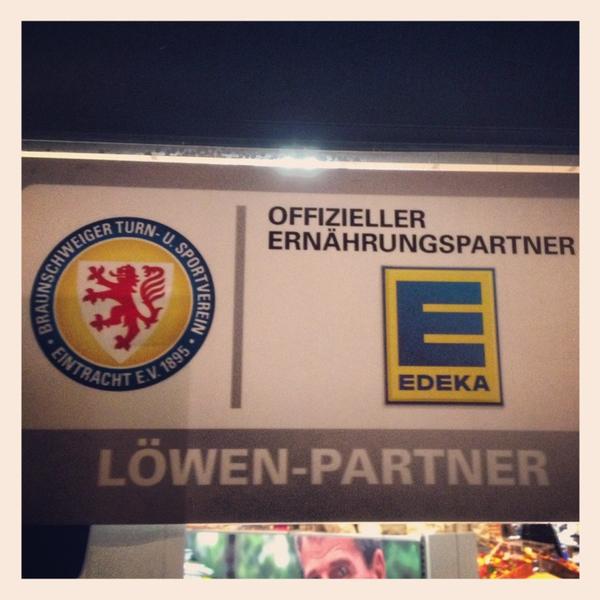 BRAUNSCHWEIGER TURN- U. SPORTVEREIN
• EINTRACHT E.V. 1895 •
OFFIZIELLER
ERNÄHRUNGSPARTNER
E
EDEKA
LÖWEN-PARTNER